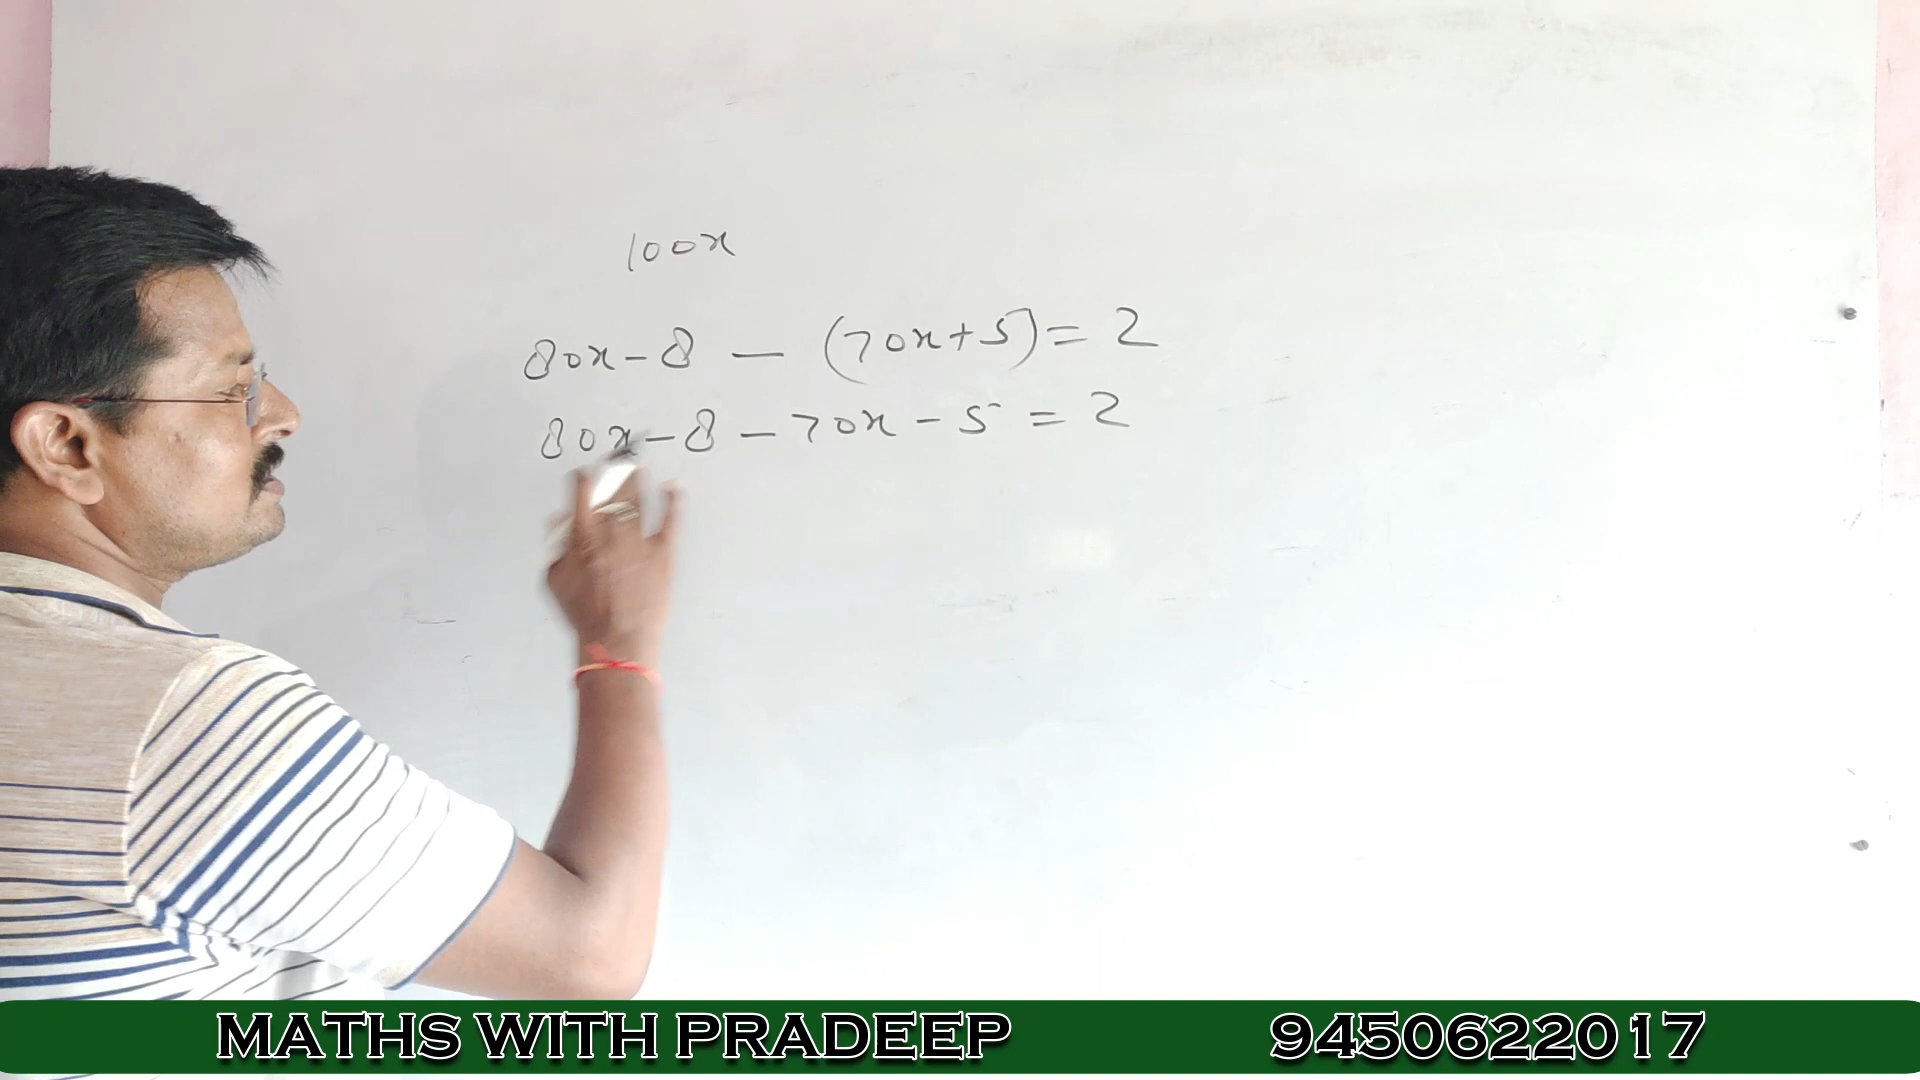 100x
80x-8 - (70x+5)= 2
80x-8-70x-5 = 2
MATHS WITH PRADEEP 9450622017